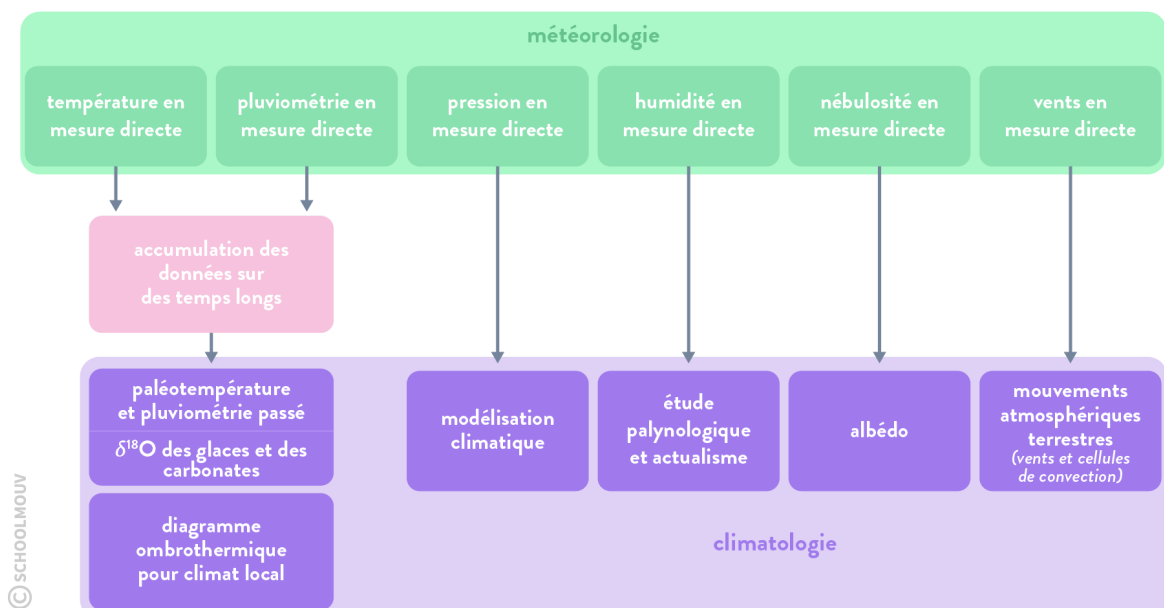 météorologie
température en
mesure directe
pluviométrie en
mesure directe
pression en
mesure directe
humidité en
mesure directe
nébulosité en
mesure directe
vents en
mesure directe
accumulation des
données sur
des temps longs
paléotempérature
et pluviométrie passé
δ¹⁸O des glaces et des
carbonates
diagramme
ombrothermique
pour climat local
modélisation
climatique
étude
palynologique
et actualisme
albédo
mouvements
atmosphériques
terrestres
(vents et cellules
de convection)
climatologie
© SCHOOLMOUV